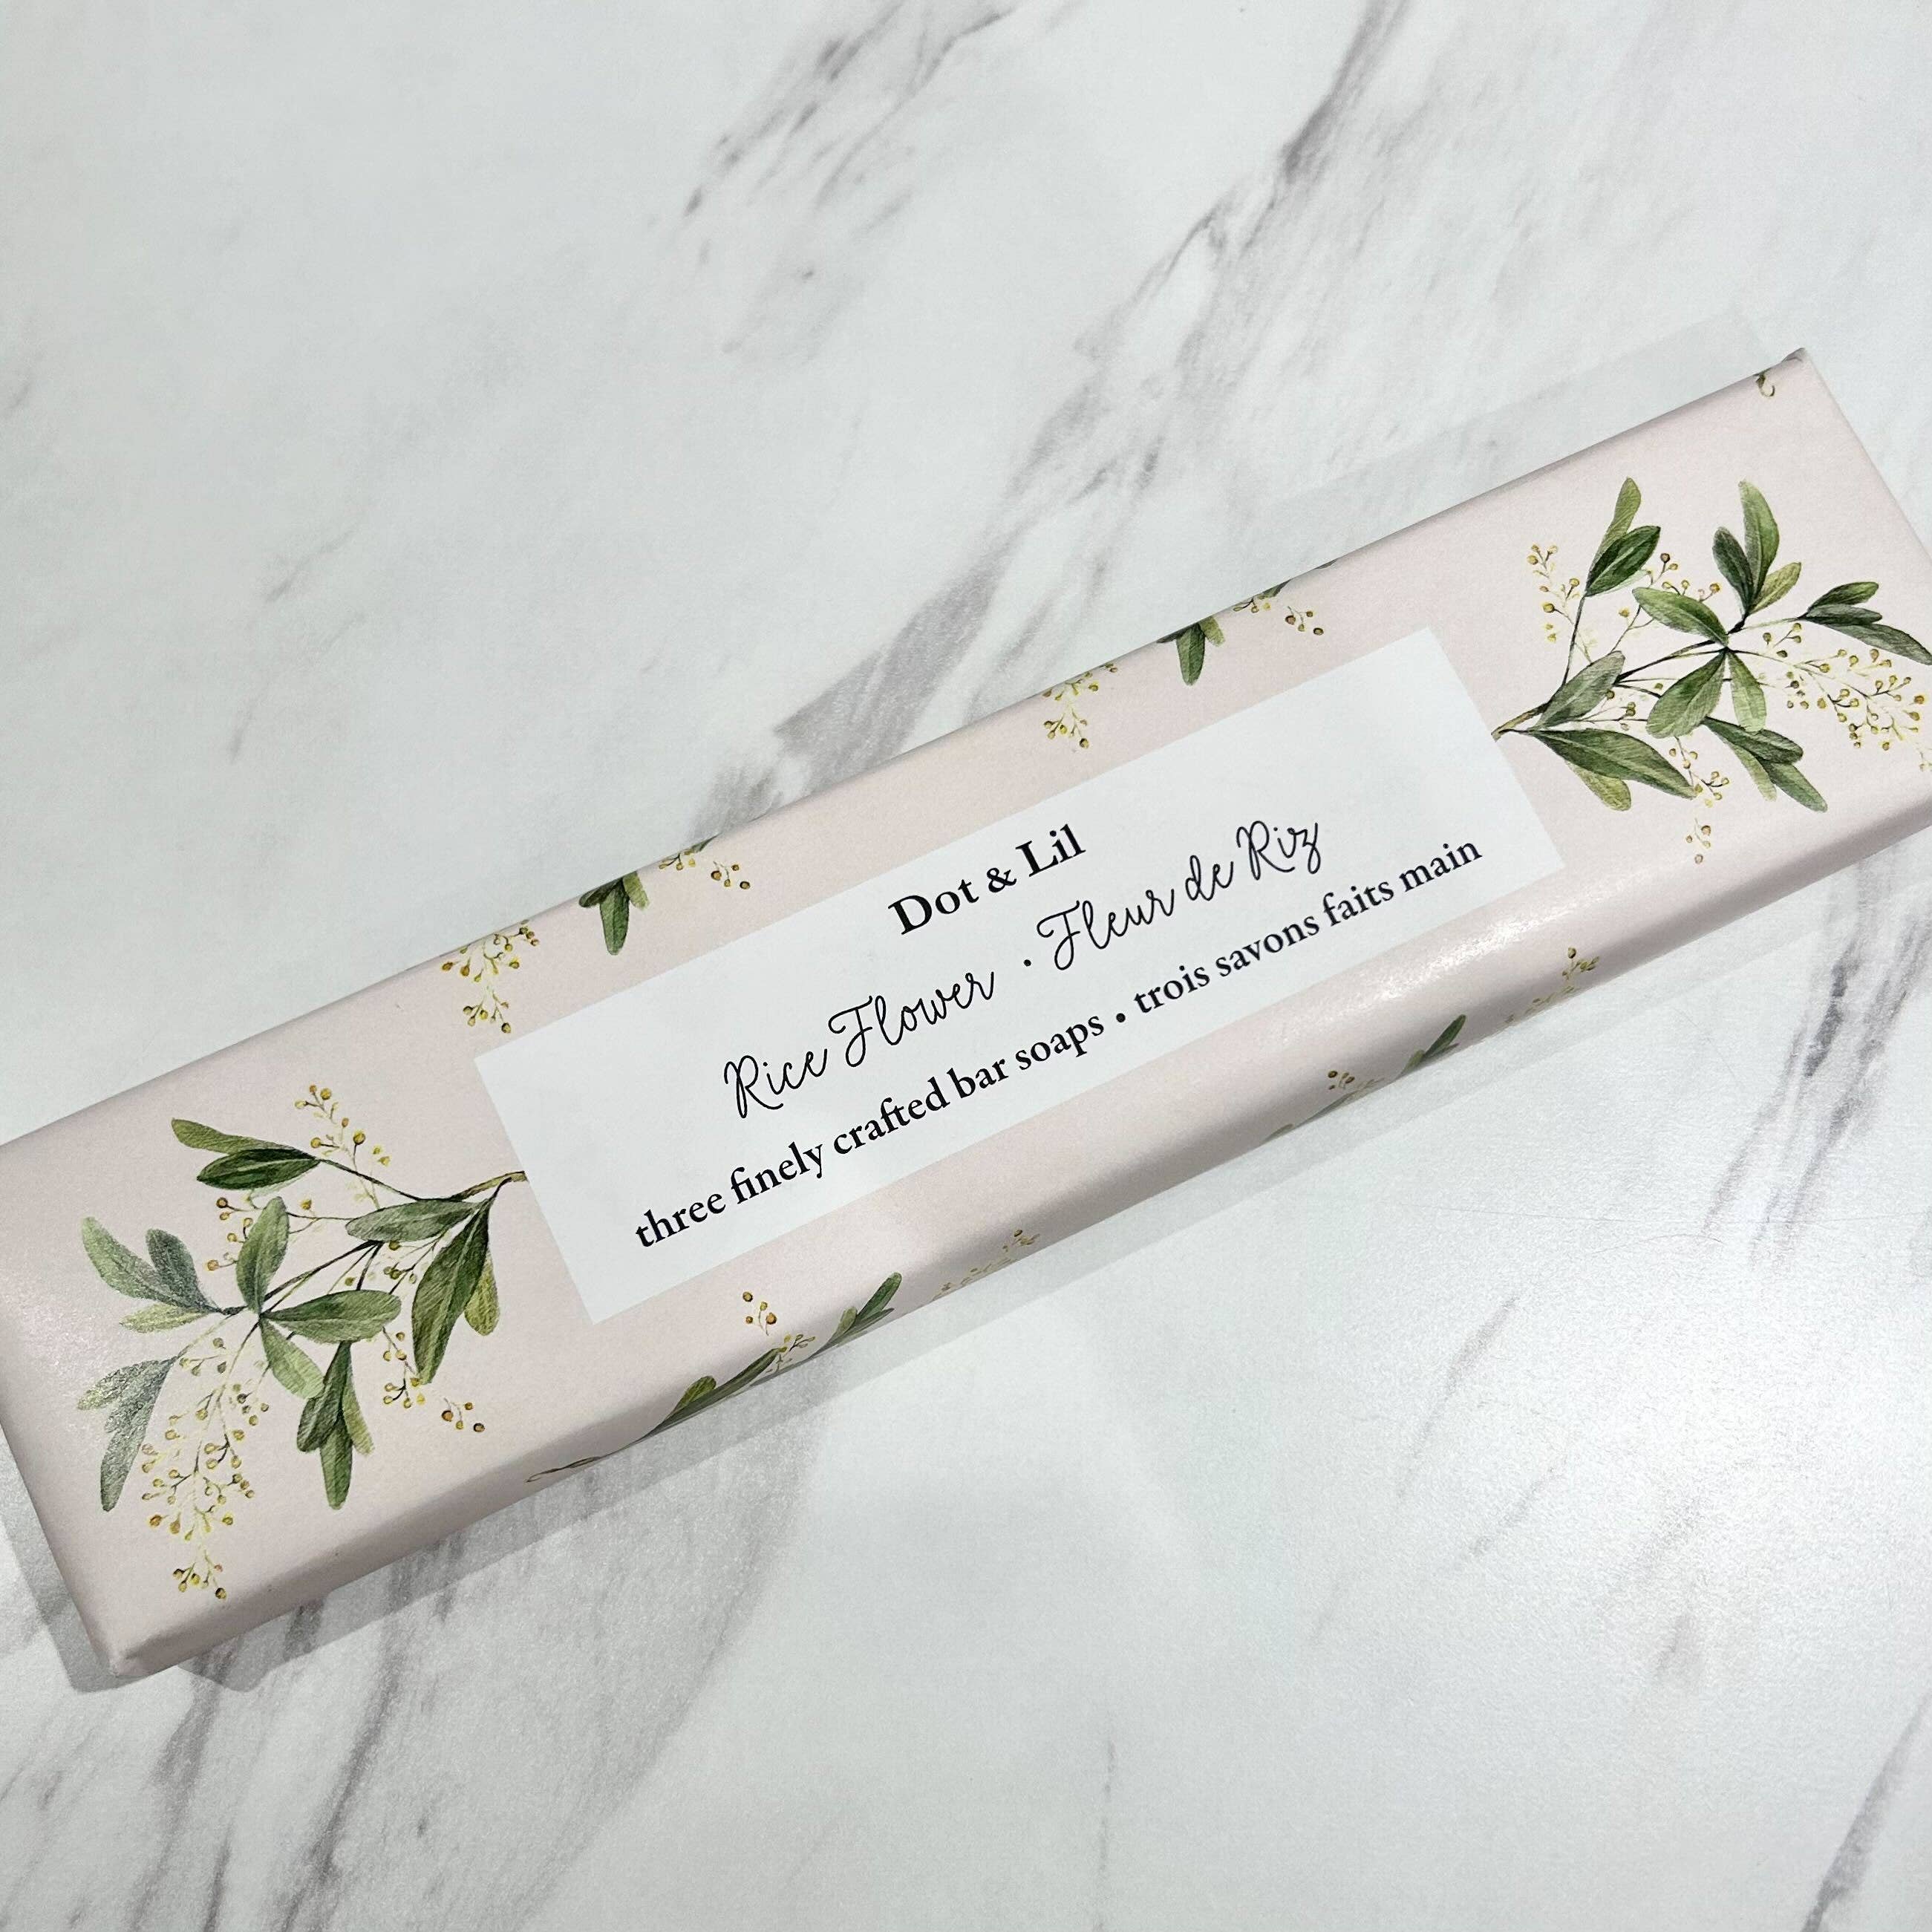 Dot & Lil
Rice Flower · Fleur de Riz
three finely crafted bar soaps • trois savons faits main